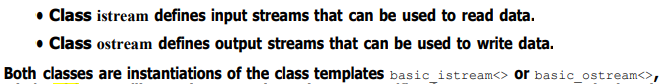 • Class istream defines input streams that can be used to read data.
• Class ostream defines output streams that can be used to write data.
Both classes are instantiations of the class templates basic_istream<> or basic_ostream<>,